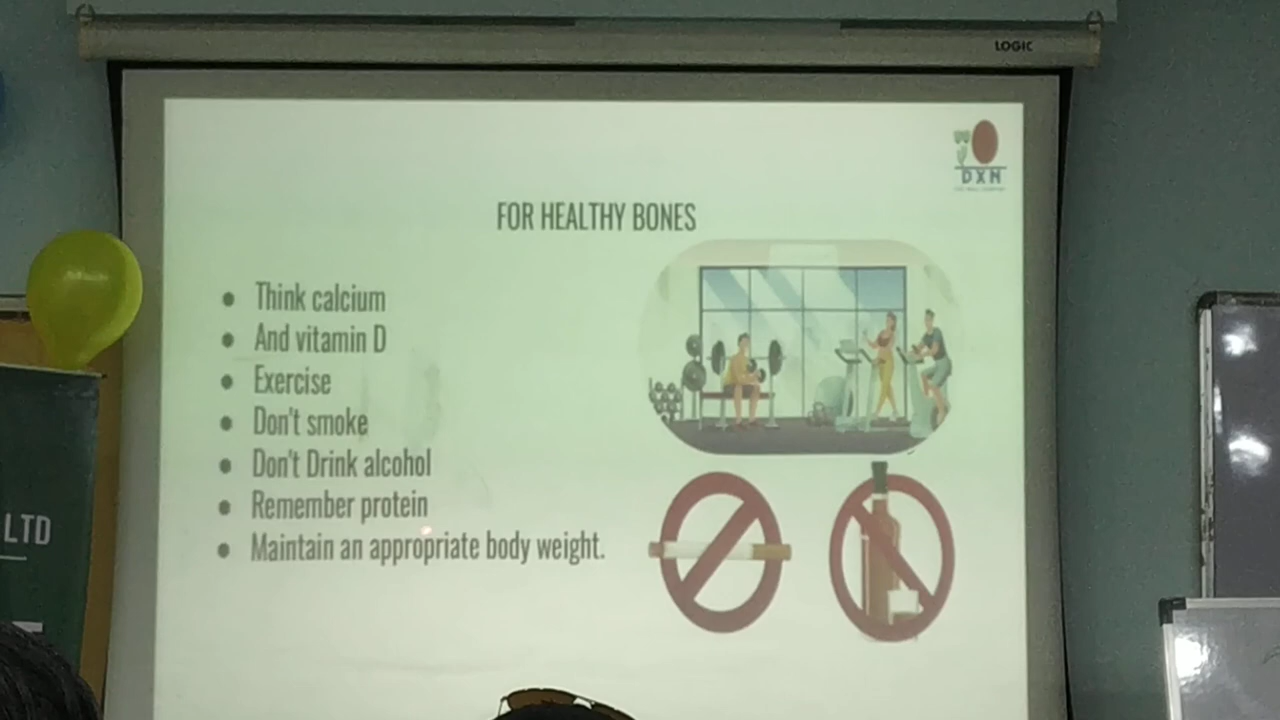 LOGIC
DXN
FOR HEALTHY BONES
Think calcium
And vitamin D
Exercise
Don't smoke
Don't Drink alcohol
Remember protein
Maintain an appropriate body weight.
LTD